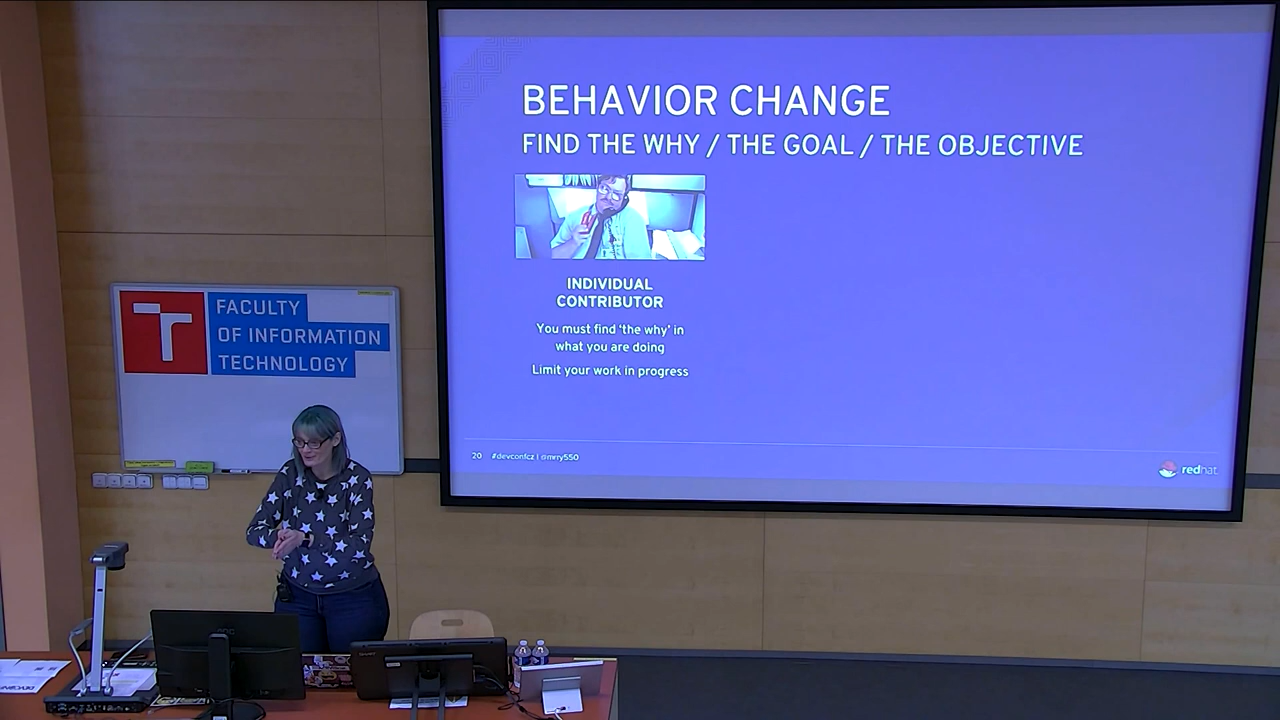 BEHAVIOR CHANGE
FIND THE WHY / THE GOAL / THE OBJECTIVE
INDIVIDUAL
CONTRIBUTOR
You must find 'the why' in
what you are doing
Limit your work in progress
20 #devconfcz | @mrry550
redhat
T
FACULTY
OF INFORMATION
TECHNOLOGY